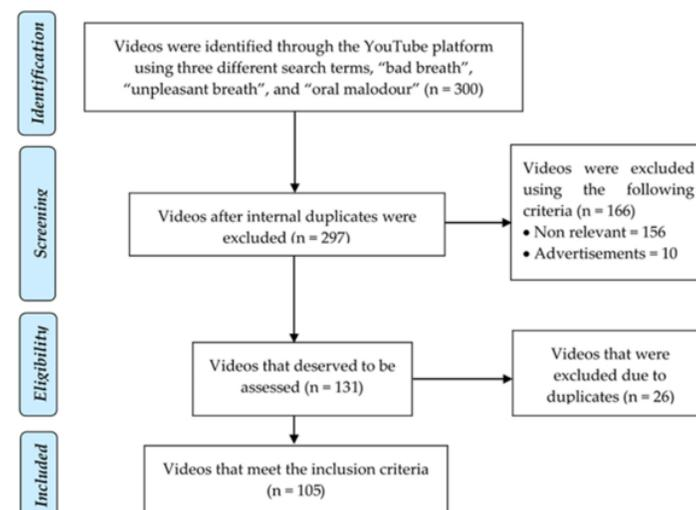 Identification
Videos were identified through the YouTube platform
using three different search terms, “bad breath”,
“unpleasant breath”, and “oral malodour” (n = 300)
Screening
Videos after internal duplicates were
excluded (n = 297)
Videos were excluded
using the following
criteria (n = 166)
• Non relevant = 156
• Advertisements = 10
Eligibility
Videos that deserved to be
assessed (n = 131)
Videos that were
excluded due to
duplicates (n = 26)
Included
Videos that meet the inclusion criteria
(n = 105)